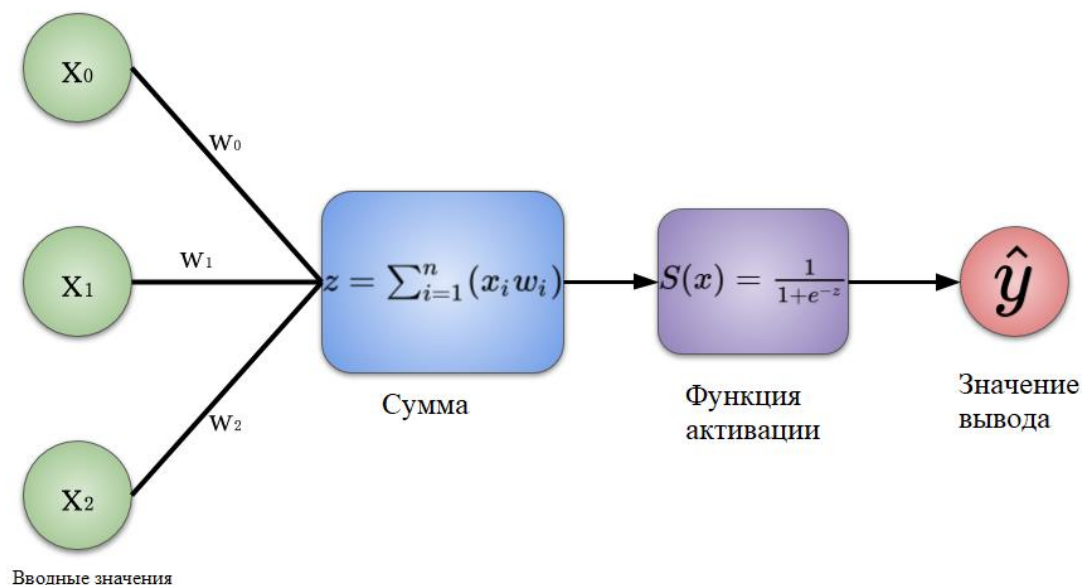 x₀
w₀
w₁
x₁
z = ∑ⁿᵢ₌₁ (xᵢwᵢ)
S(x) = 1/(1+e⁻ᶻ)
ŷ
Сумма
Функция
активации
Значение
вывода
w₂
x₂
Вводные значения